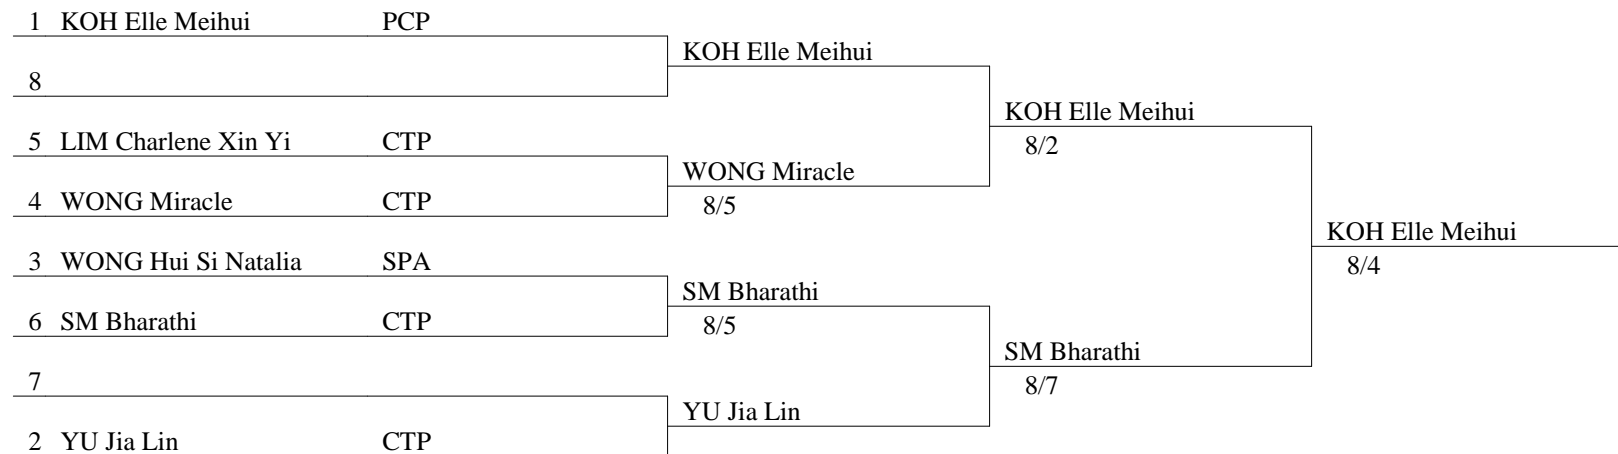 1 KOH Elle Meihui PCP
KOH Elle Meihui
8
KOH Elle Meihui
8/2
5 LIM Charlene Xin Yi CTP
WONG Miracle
8/5
4 WONG Miracle CTP
KOH Elle Meihui
8/4
3 WONG Hui Si Natalia SPA
SM Bharathi
8/5
6 SM Bharathi CTP
SM Bharathi
8/7
7
YU Jia Lin
2 YU Jia Lin CTP